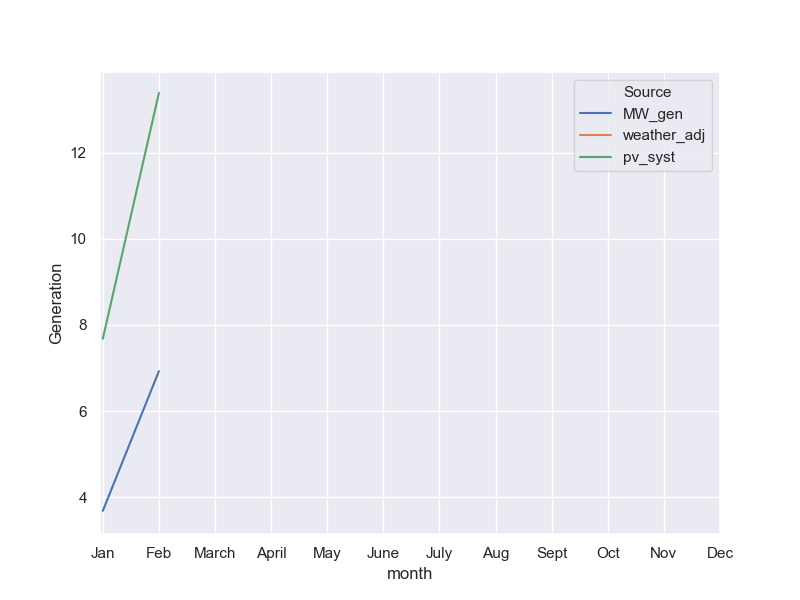 Source
MW_gen
weather_adj
pv_syst
12
10
8
6
4
Generation
Jan Feb March April May June July Aug Sept Oct Nov Dec
month